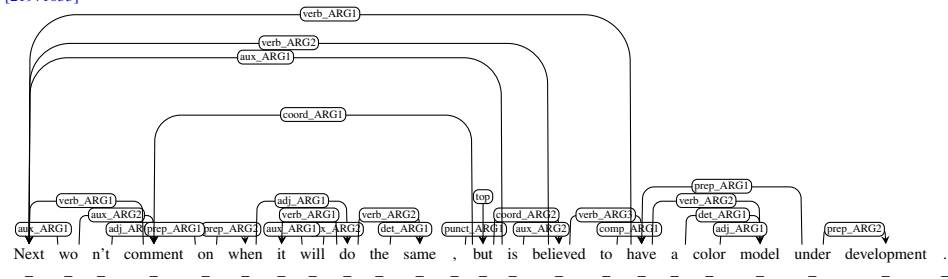 verb_ARG1
verb_ARG2
aux_ARG1
coord_ARG1
prep_ARG1
top
verb_ARG1 adj_ARG1 verb_ARG2
aux_ARG2 verb_ARG1 verb_ARG2 coord_ARG2 verb_ARG3 det_ARG1
aux_ARG1 prep_ARG1 prep_ARG2 aux_ARG1 det_ARG1 punct_ARG1 aux_ARG2 comp_ARG1 adj_ARG1 prep_ARG2
Next wo n't comment on when it will do the same , but is believed to have a color model under development .